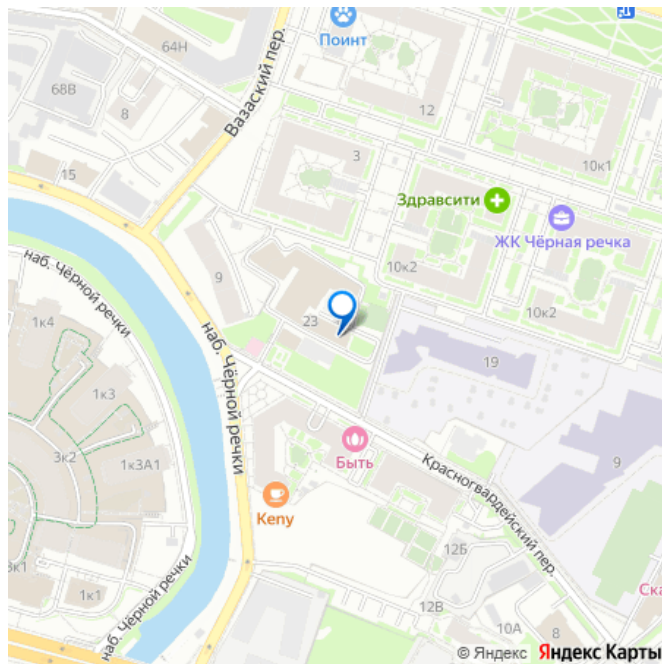 64Н
Поинт
68В
8
Вазаский пер.
12
3
10к1
15
Здравсити
ЖК Чёрная речка
наб. Чёрной речки
9
10к2
10к2
1к4
23
наб. Чёрной речки
19
1к3
3к2
1к3А1
Быть
Красногвардейский пер.
9
Keny
12Б
1к1
12В
10А
8
Ска
наб. Чёрной речки
© Яндекс Яндекс Карты